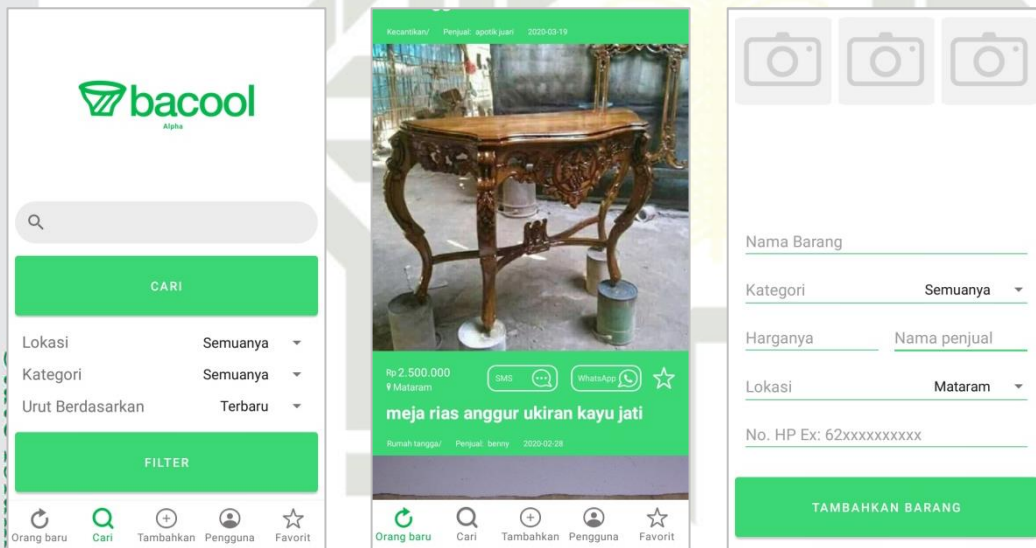 bacool
Alpha
CARI
Lokasi Semuanya
Kategori Semuanya
Urut Berdasarkan Terbaru
FILTER
Orang baru Cari Tambahkan Pengguna Favorit
Kecantikan/ Penjual: apotik juari 2020-03-19
Rp 2.500.000
Mataram
SMS
WhatsApp
meja rias anggur ukiran kayu jati
Rumah tangga/ Penjual: benny 2020-02-28
Orang baru Cari Tambahkan Pengguna Favorit
Nama Barang
Kategori Semuanya
Harganya Nama penjual
Lokasi Mataram
No. HP Ex: 62xxxxxxxxxx
TAMBAHKAN BARANG